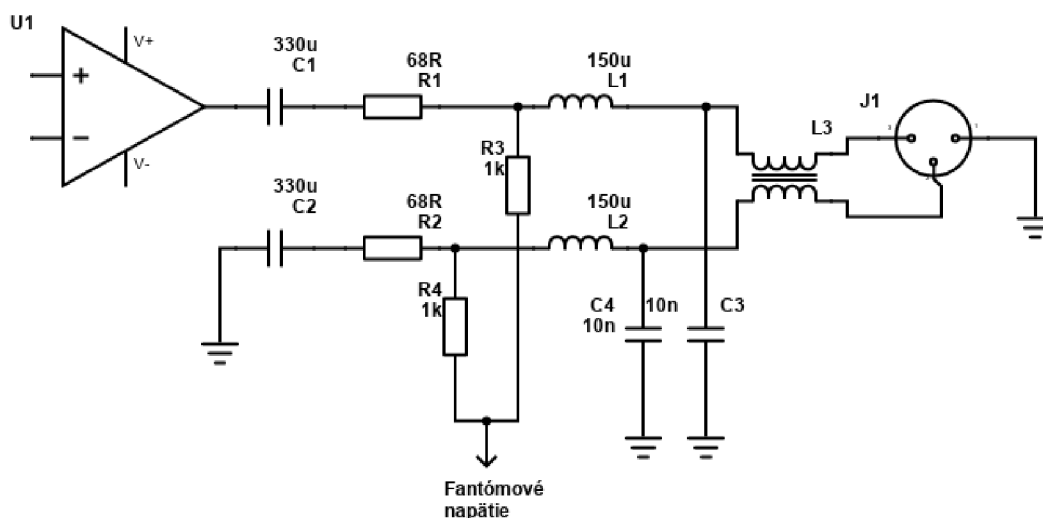 U1
V+
V-
330u
C1
68R
R1
150u
L1
J1
L3
R3
1k
330u
C2
68R
R2
150u
L2
R4
1k
C4
10n
10n
C3
Fantómové
napätie